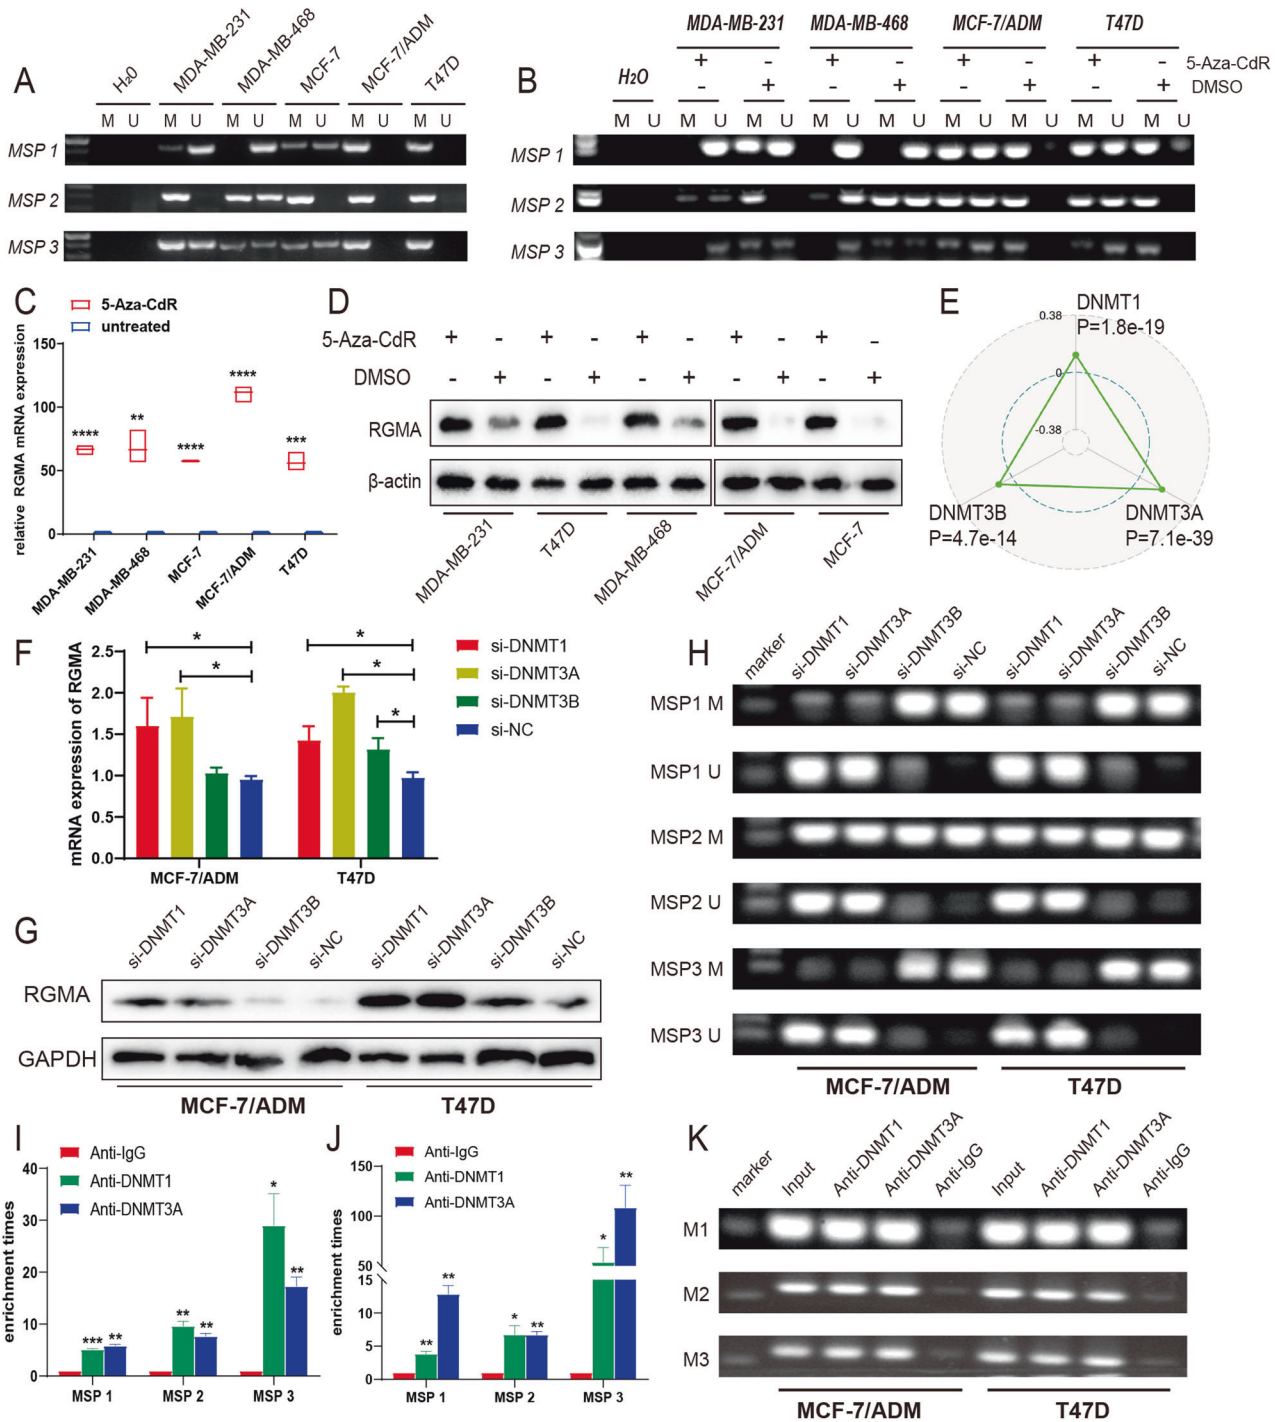 A
H₂0 MDA-MB-231 MDA-MB-468 MCF-7 MCF-7/ADM T47D
M U M U M U M U M U M U
MSP 1
MSP 2
MSP 3
B
MDA-MB-231 MDA-MB-468 MCF-7/ADM T47D
H₂O
+ - + - + - + - 5-Aza-CdR
- + - + - + - + DMSO
M U M U M U M U M U M U M U M U M U
MSP 1
MSP 2
MSP 3
C
5-Aza-CdR
untreated
relative RGMA mRNA expression
150
100
50
0
**** ** **** **** ***
MDA-MB-231 MDA-MB-468 MCF-7 MCF-7/ADM T47D
D
5-Aza-CdR + - + - + - + - + -
DMSO - + - + - + - + - +
RGMA
β-actin
MDA-MB-231 T47D MDA-MB-468 MCF-7/ADM MCF-7
E
DNMT1
P=1.8e-19
0.38
0
-0.38
DNMT3B
P=4.7e-14
DNMT3A
P=7.1e-39
F
mRNA expression of RGMA
2.5
2.0
1.5
1.0
0.5
0.0
* *
* * *
MCF-7/ADM T47D
si-DNMT1
si-DNMT3A
si-DNMT3B
si-NC
G
si-DNMT1 si-DNMT3A si-DNMT3B si-NC si-DNMT1 si-DNMT3A si-DNMT3B si-NC
RGMA
GAPDH
MCF-7/ADM T47D
H
marker si-DNMT1 si-DNMT3A si-DNMT3B si-NC si-DNMT1 si-DNMT3A si-DNMT3B si-NC
MSP1 M
MSP1 U
MSP2 M
MSP2 U
MSP3 M
MSP3 U
MCF-7/ADM T47D
I
Anti-IgG
Anti-DNMT1
Anti-DNMT3A
enrichment times
40
30
20
10
0
*** ** ** ** * **
MSP 1 MSP 2 MSP 3
J
Anti-IgG
Anti-DNMT1
Anti-DNMT3A
enrichment times
150
100
50
15
10
5
0
** ** * ** * **
MSP 1 MSP 2 MSP 3
K
marker Input Anti-DNMT1 Anti-DNMT3A Anti-IgG Input Anti-DNMT1 Anti-DNMT3A Anti-IgG
M1
M2
M3
MCF-7/ADM T47D